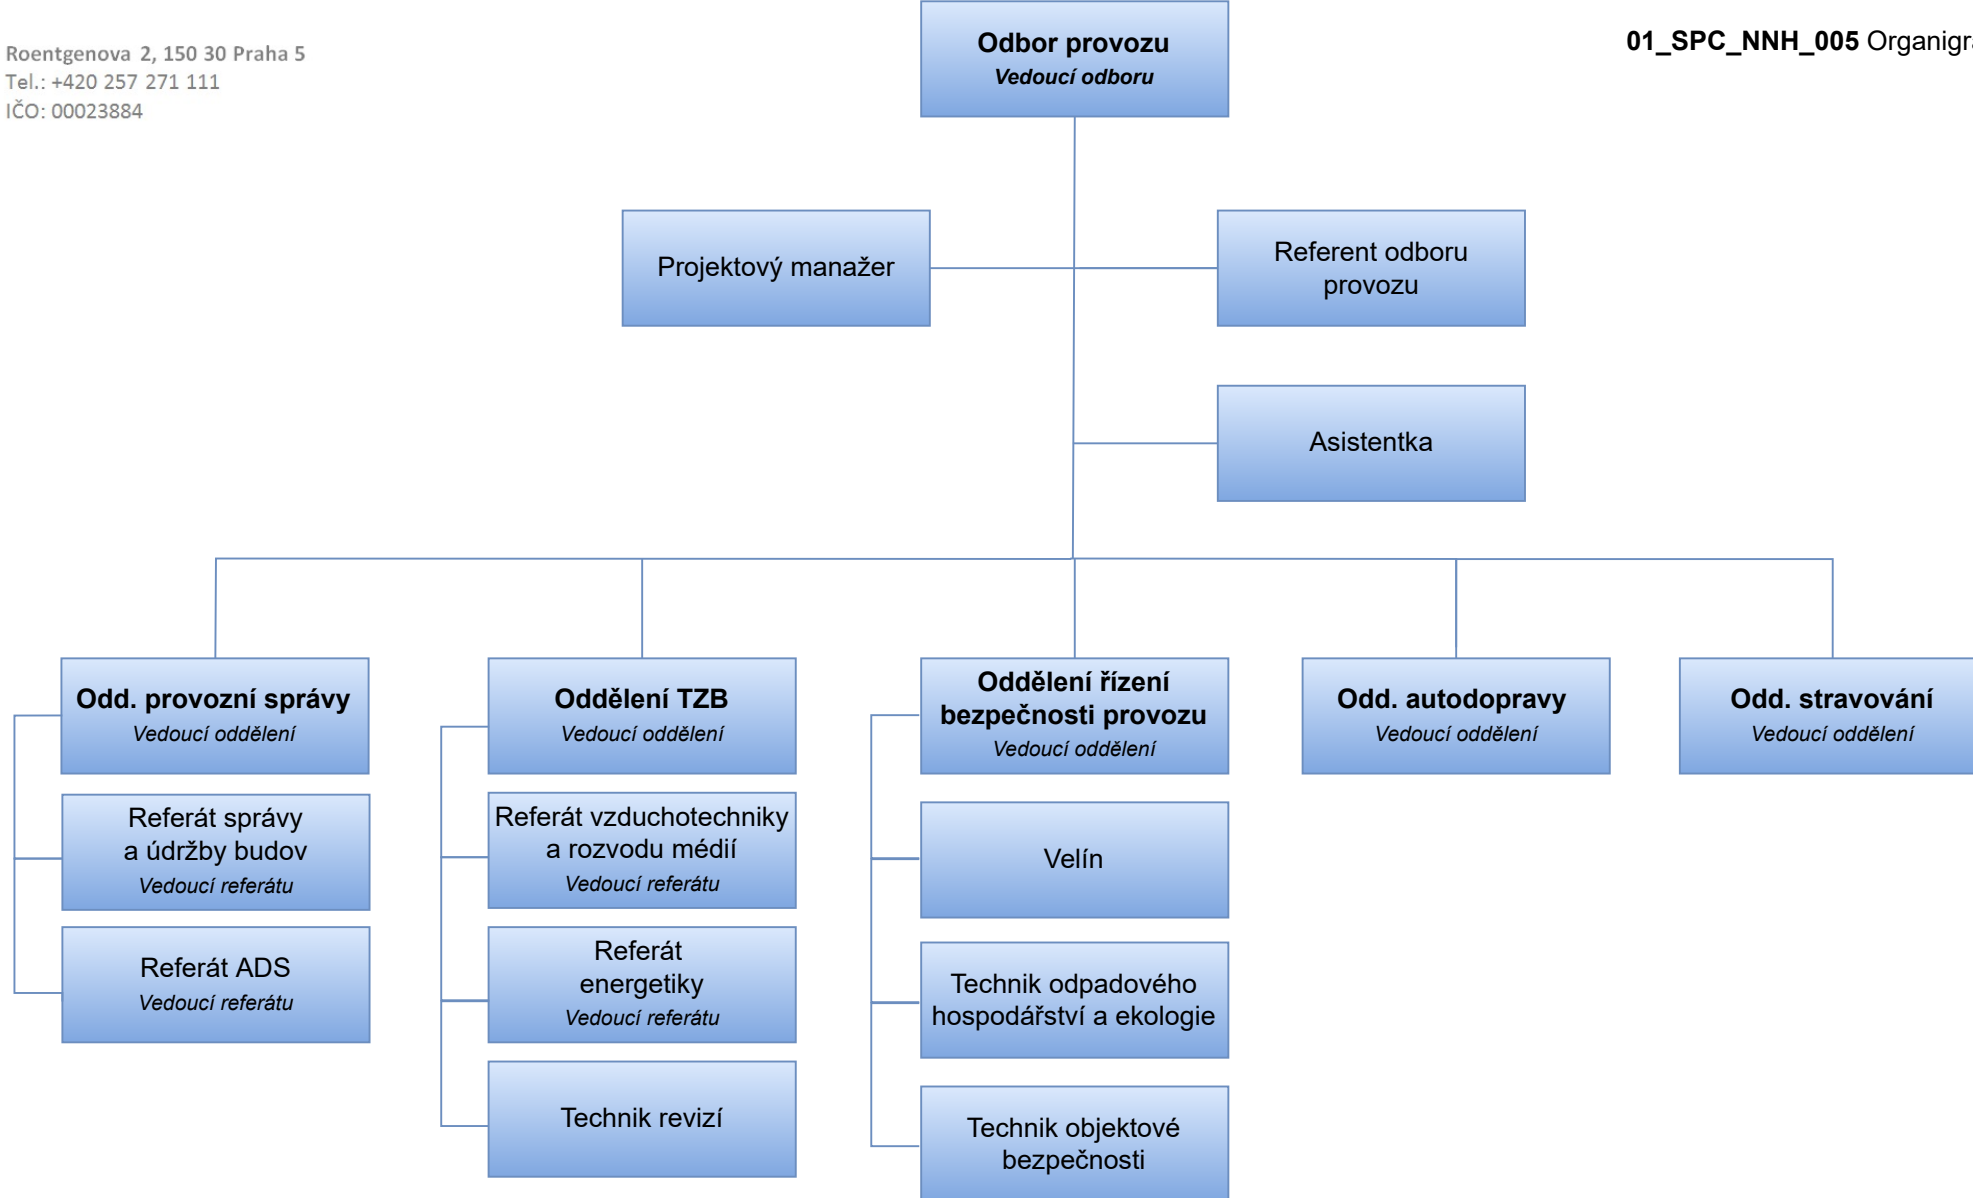 Roentgenova 2, 150 30 Praha 5
Tel.: +420 257 271 111
IČO: 00023884
01_SPC_NNH_005
Odbor provozu
Vedoucí odboru
Projektový manažer
Referent odboru
provozu
Asistentka
Odd. provozní správy
Vedoucí oddělení
Referát správy
a údržby budov
Vedoucí referátu
Referát ADS
Vedoucí referátu
Oddělení TZB
Vedoucí oddělení
Referát vzduchotechniky
a rozvodu médií
Vedoucí referátu
Referát
energetiky
Vedoucí referátu
Technik revizí
Oddělení řízení
bezpečnosti provozu
Vedoucí oddělení
Velín
Technik odpadového
hospodářství a ekologie
Technik objektové
bezpečnosti
Odd. autodopravy
Vedoucí oddělení
Odd. stravování
Vedoucí oddělení